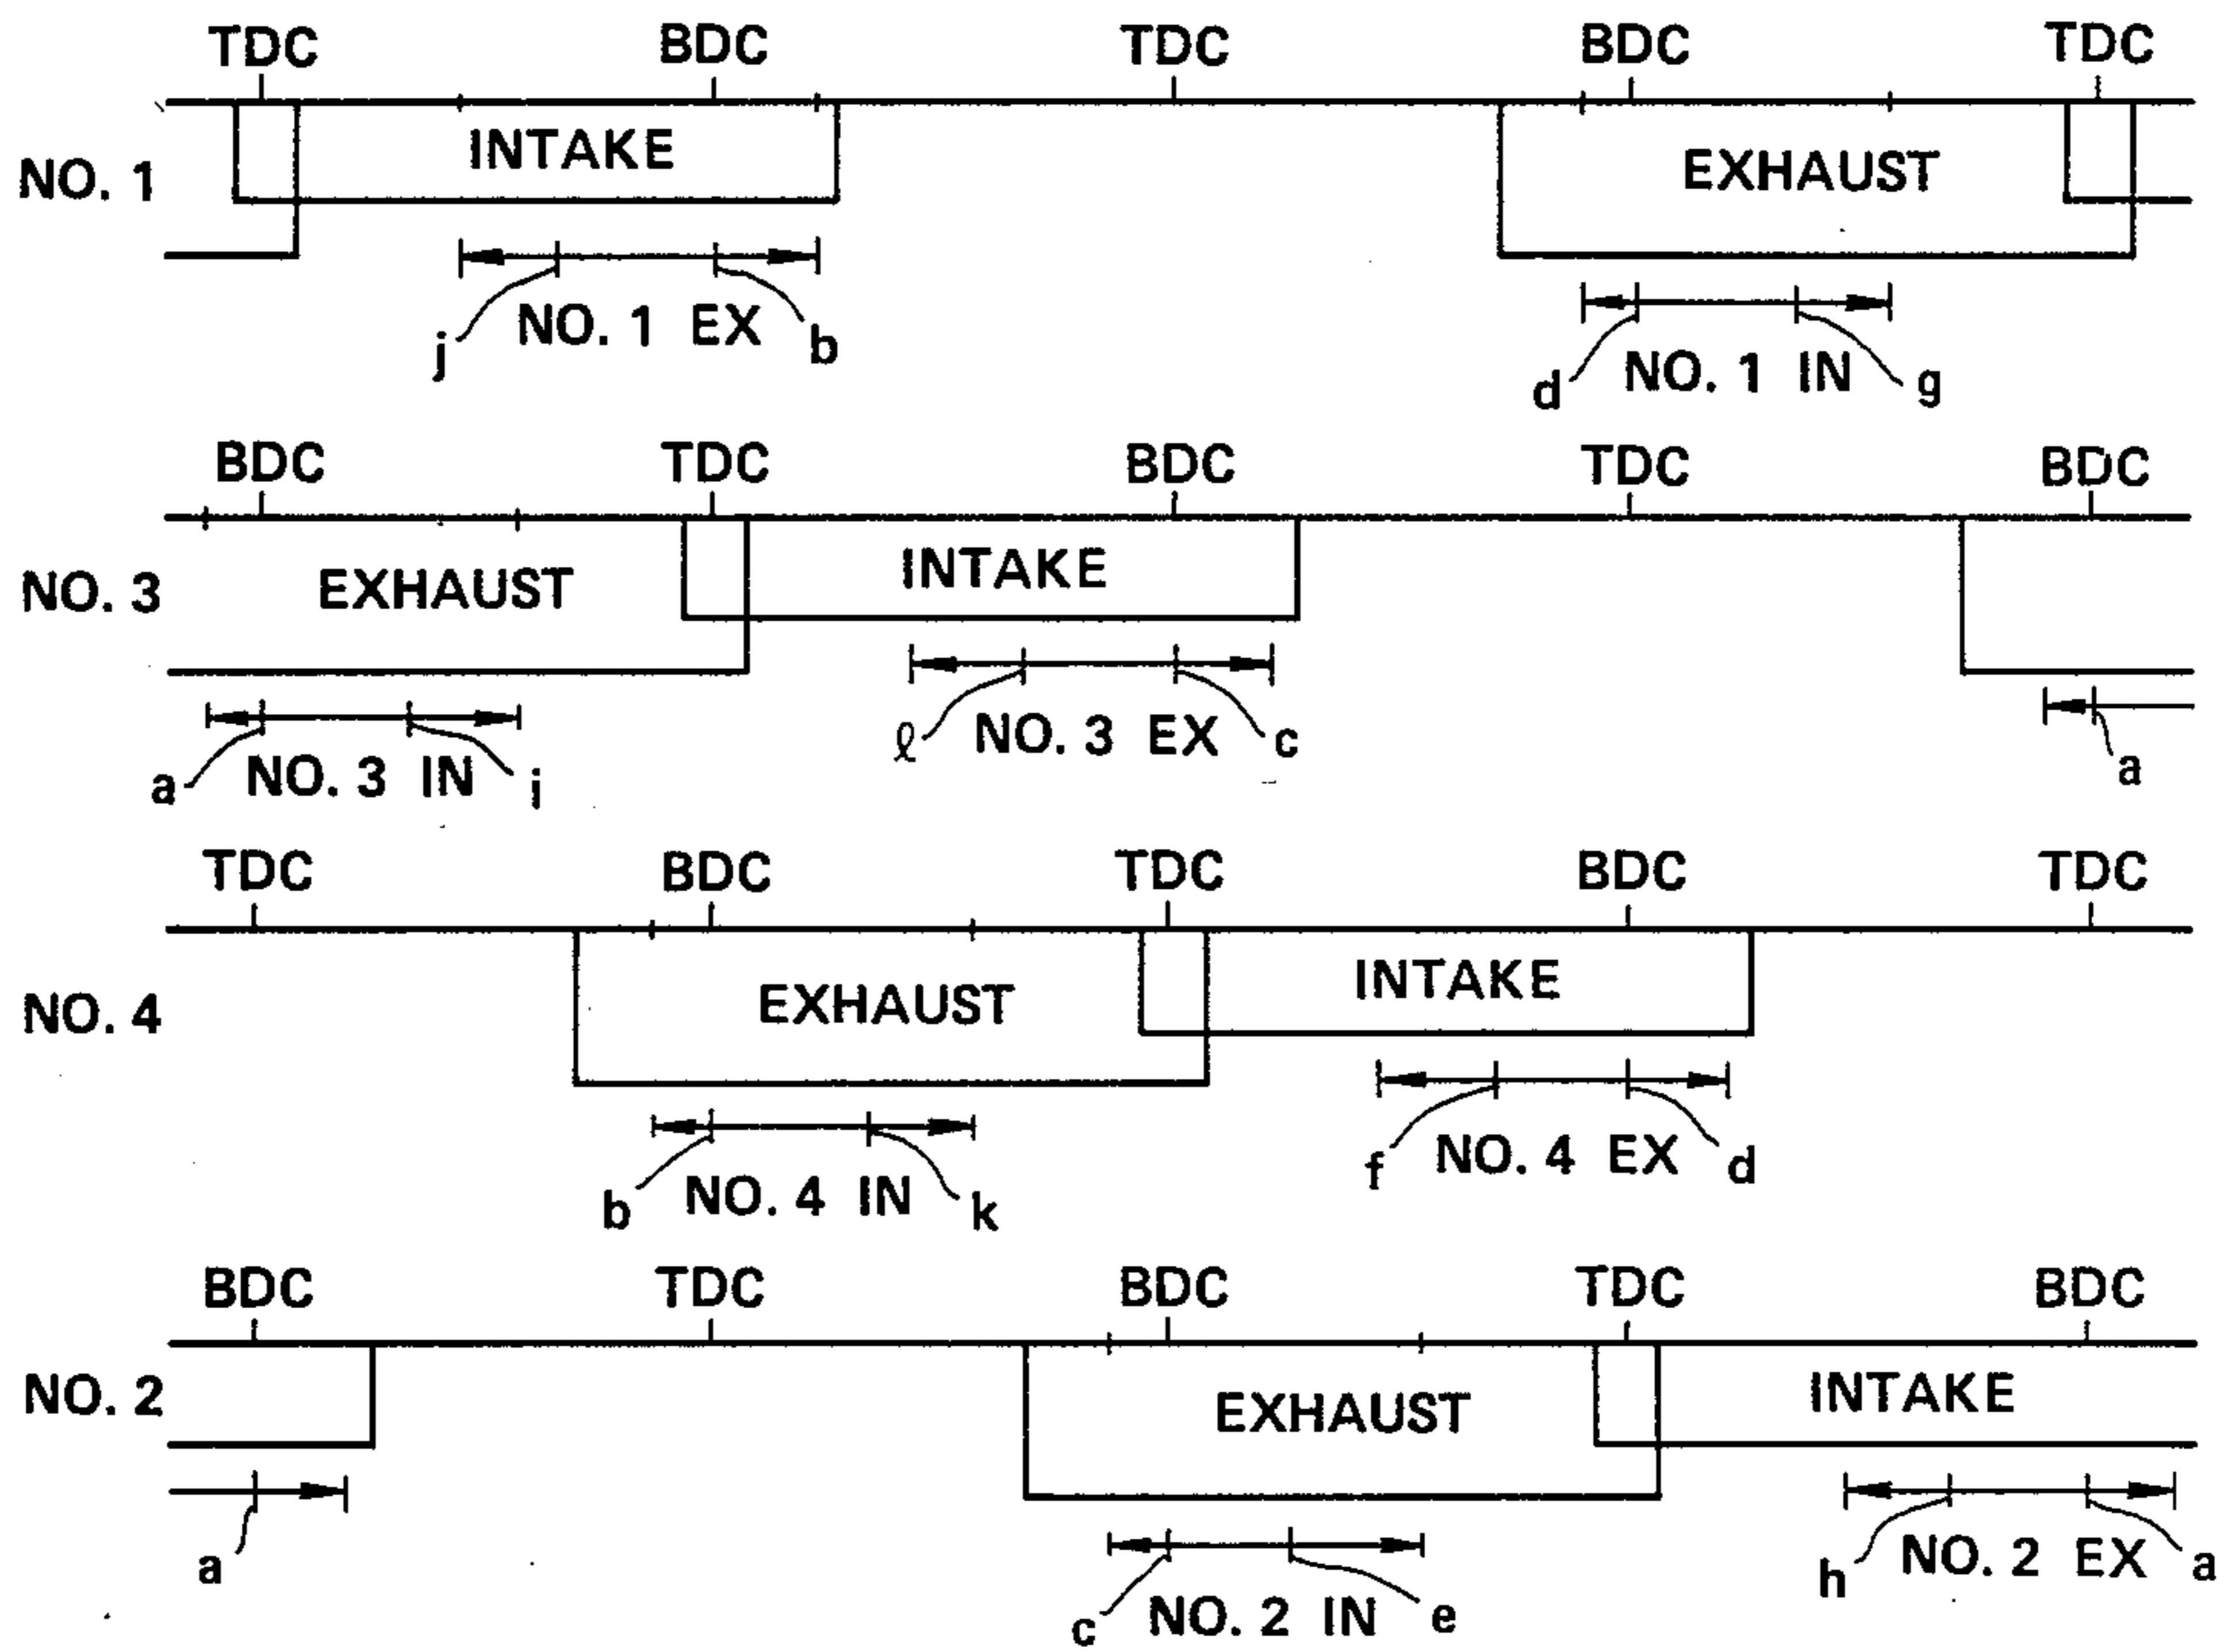 TDC BDC TDC BDC TDC
NO. 1 INTAKE EXHAUST
j NO. 1 EX b
d NO. 1 IN g
BDC TDC BDC TDC BDC
NO. 3 EXHAUST INTAKE
ℓ NO. 3 EX c
a NO. 3 IN i a
TDC BDC TDC BDC TDC
NO. 4 EXHAUST INTAKE
f NO. 4 EX d
b NO. 4 IN k
BDC TDC BDC TDC BDC
NO. 2 EXHAUST INTAKE
a h NO. 2 EX a
c NO. 2 IN e